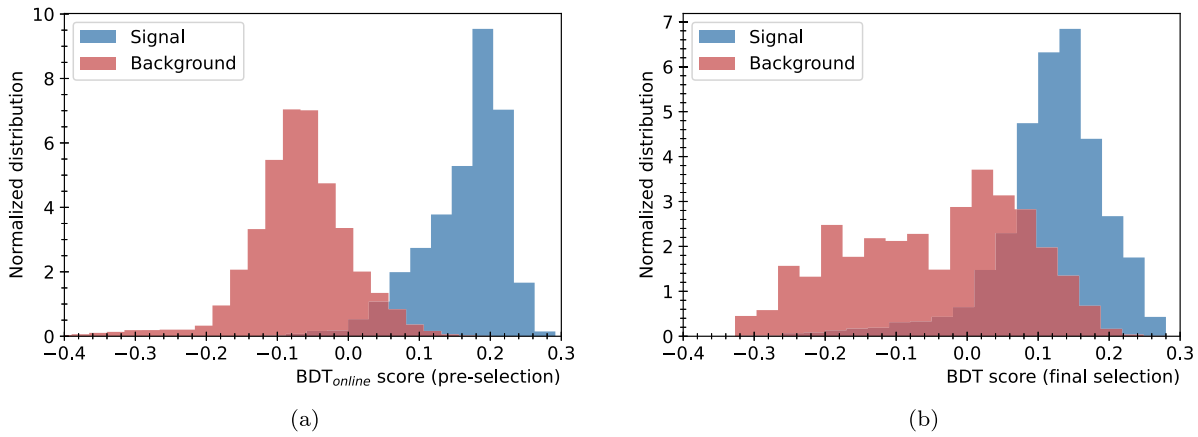 Signal
Background
Normalized distribution
10
8
6
4
2
0
−0.4 −0.3 −0.2 −0.1 0.0 0.1 0.2 0.3
BDTonline score (pre-selection)
(a)
Signal
Background
Normalized distribution
7
6
5
4
3
2
1
0
−0.4 −0.3 −0.2 −0.1 0.0 0.1 0.2 0.3
BDT score (final selection)
(b)